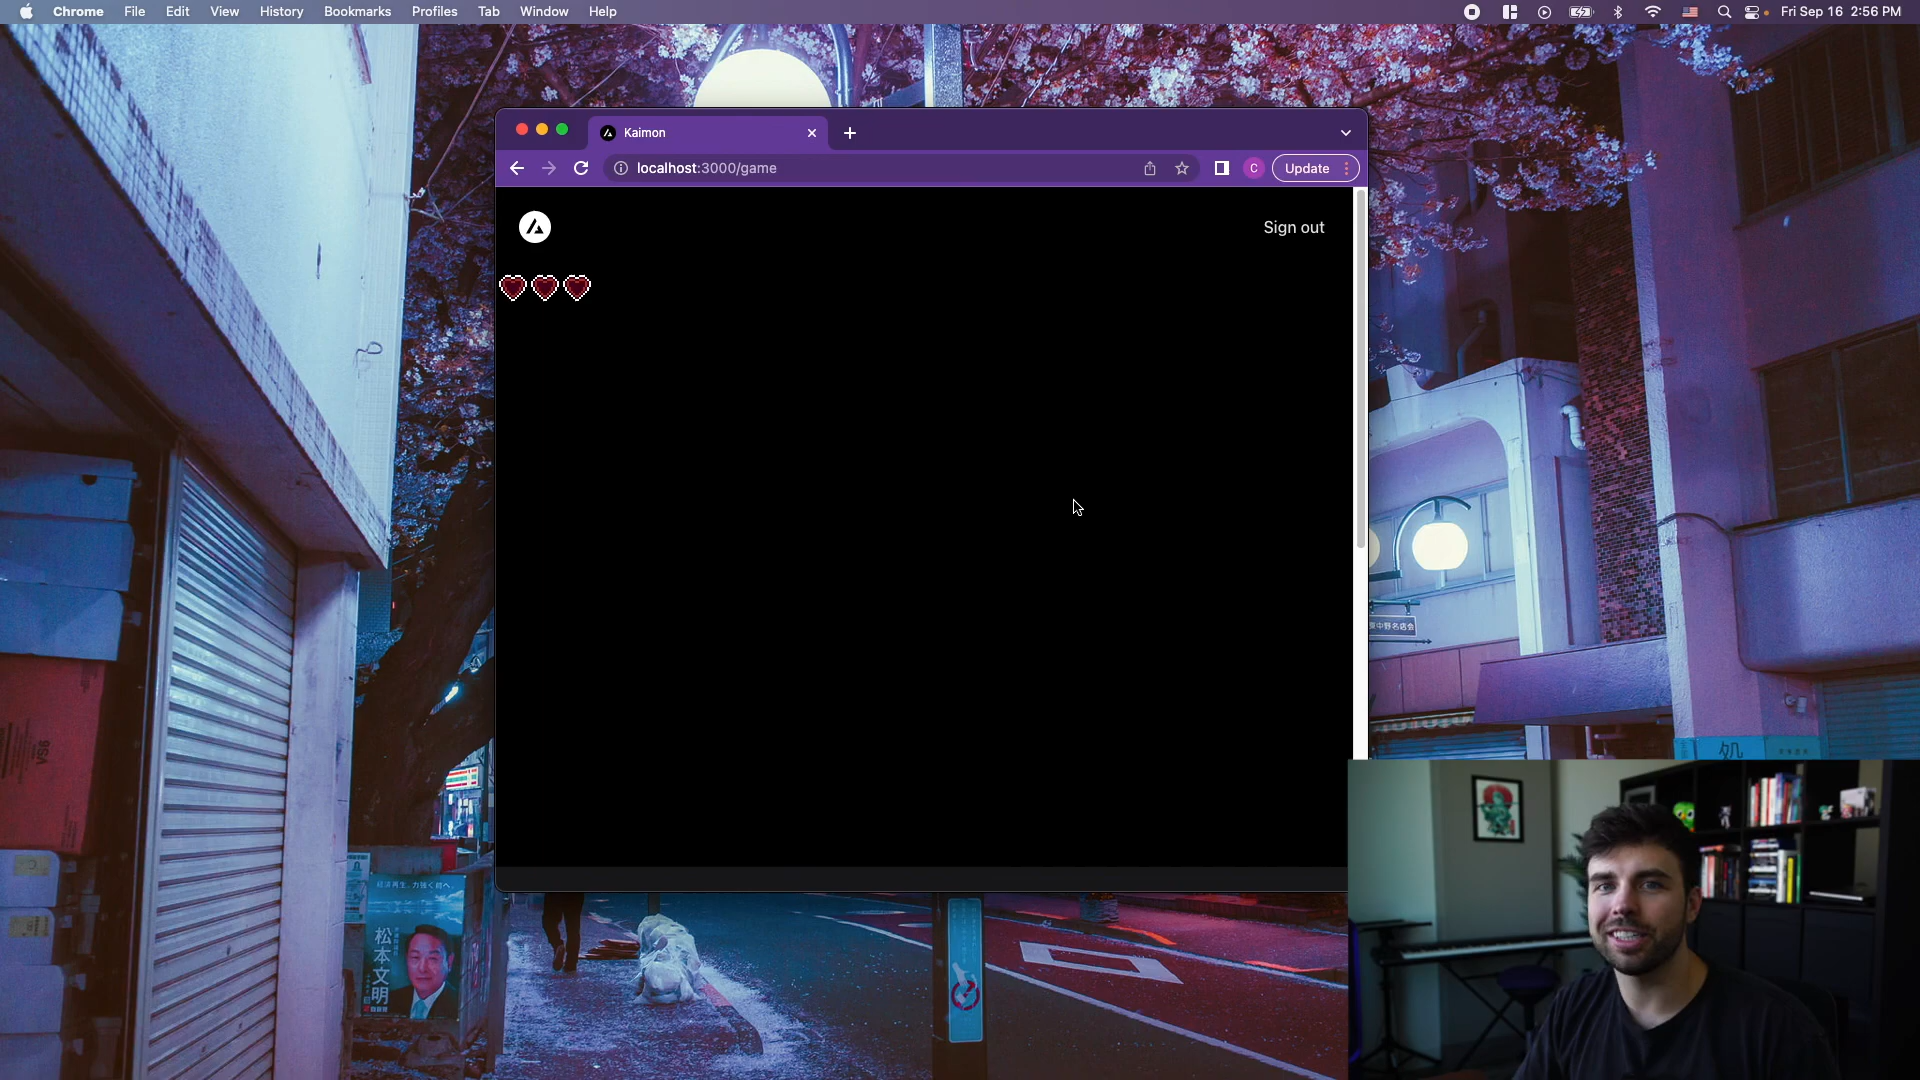 Chrome File Edit View History Bookmarks Profiles Tab Window Help
Fri Sep 16 2:56 PM
Kaimon
localhost:3000/game
C
Update
Sign out
松本文明